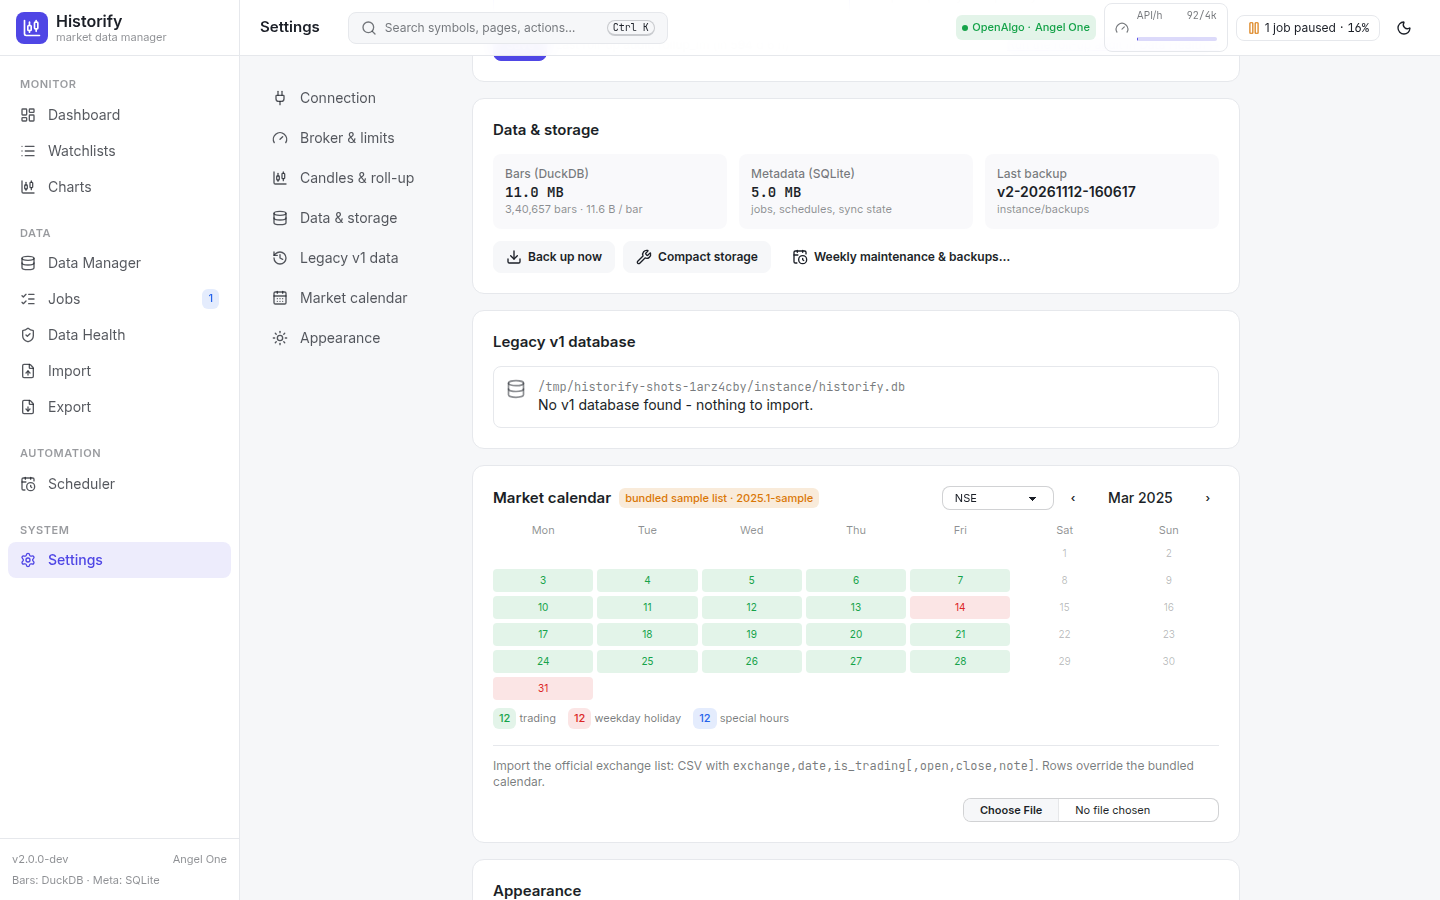 Historify
market data manager
MONITOR
Dashboard
Watchlists
Charts
DATA
Data Manager
Jobs 1
Data Health
Import
Export
AUTOMATION
Scheduler
SYSTEM
Settings
v2.0.0-dev Angel One
Bars: DuckDB · Meta: SQLite
Settings
Search symbols, pages, actions... Ctrl K
OpenAlgo · Angel One
API/h 92/4k
1 job paused · 16%
Connection
Broker & limits
Candles & roll-up
Data & storage
Legacy v1 data
Market calendar
Appearance
Data & storage
Bars (DuckDB)
11.0 MB
3,40,657 bars · 11.6 B / bar
Metadata (SQLite)
5.0 MB
jobs, schedules, sync state
Last backup
v2-20261112-160617
instance/backups
Back up now
Compact storage
Weekly maintenance & backups...
Legacy v1 database
/tmp/historify-shots-1arz4cby/instance/historify.db
No v1 database found - nothing to import.
Market calendar bundled sample list · 2025.1-sample NSE ‹ Mar 2025 ›
Mon Tue Wed Thu Fri Sat Sun
1 2
3 4 5 6 7 8 9
10 11 12 13 14 15 16
17 18 19 20 21 22 23
24 25 26 27 28 29 30
31
12 trading 12 weekday holiday 12 special hours
Import the official exchange list: CSV with exchange,date,is_trading[,open,close,note]. Rows override the bundled
calendar.
Choose File No file chosen
Appearance